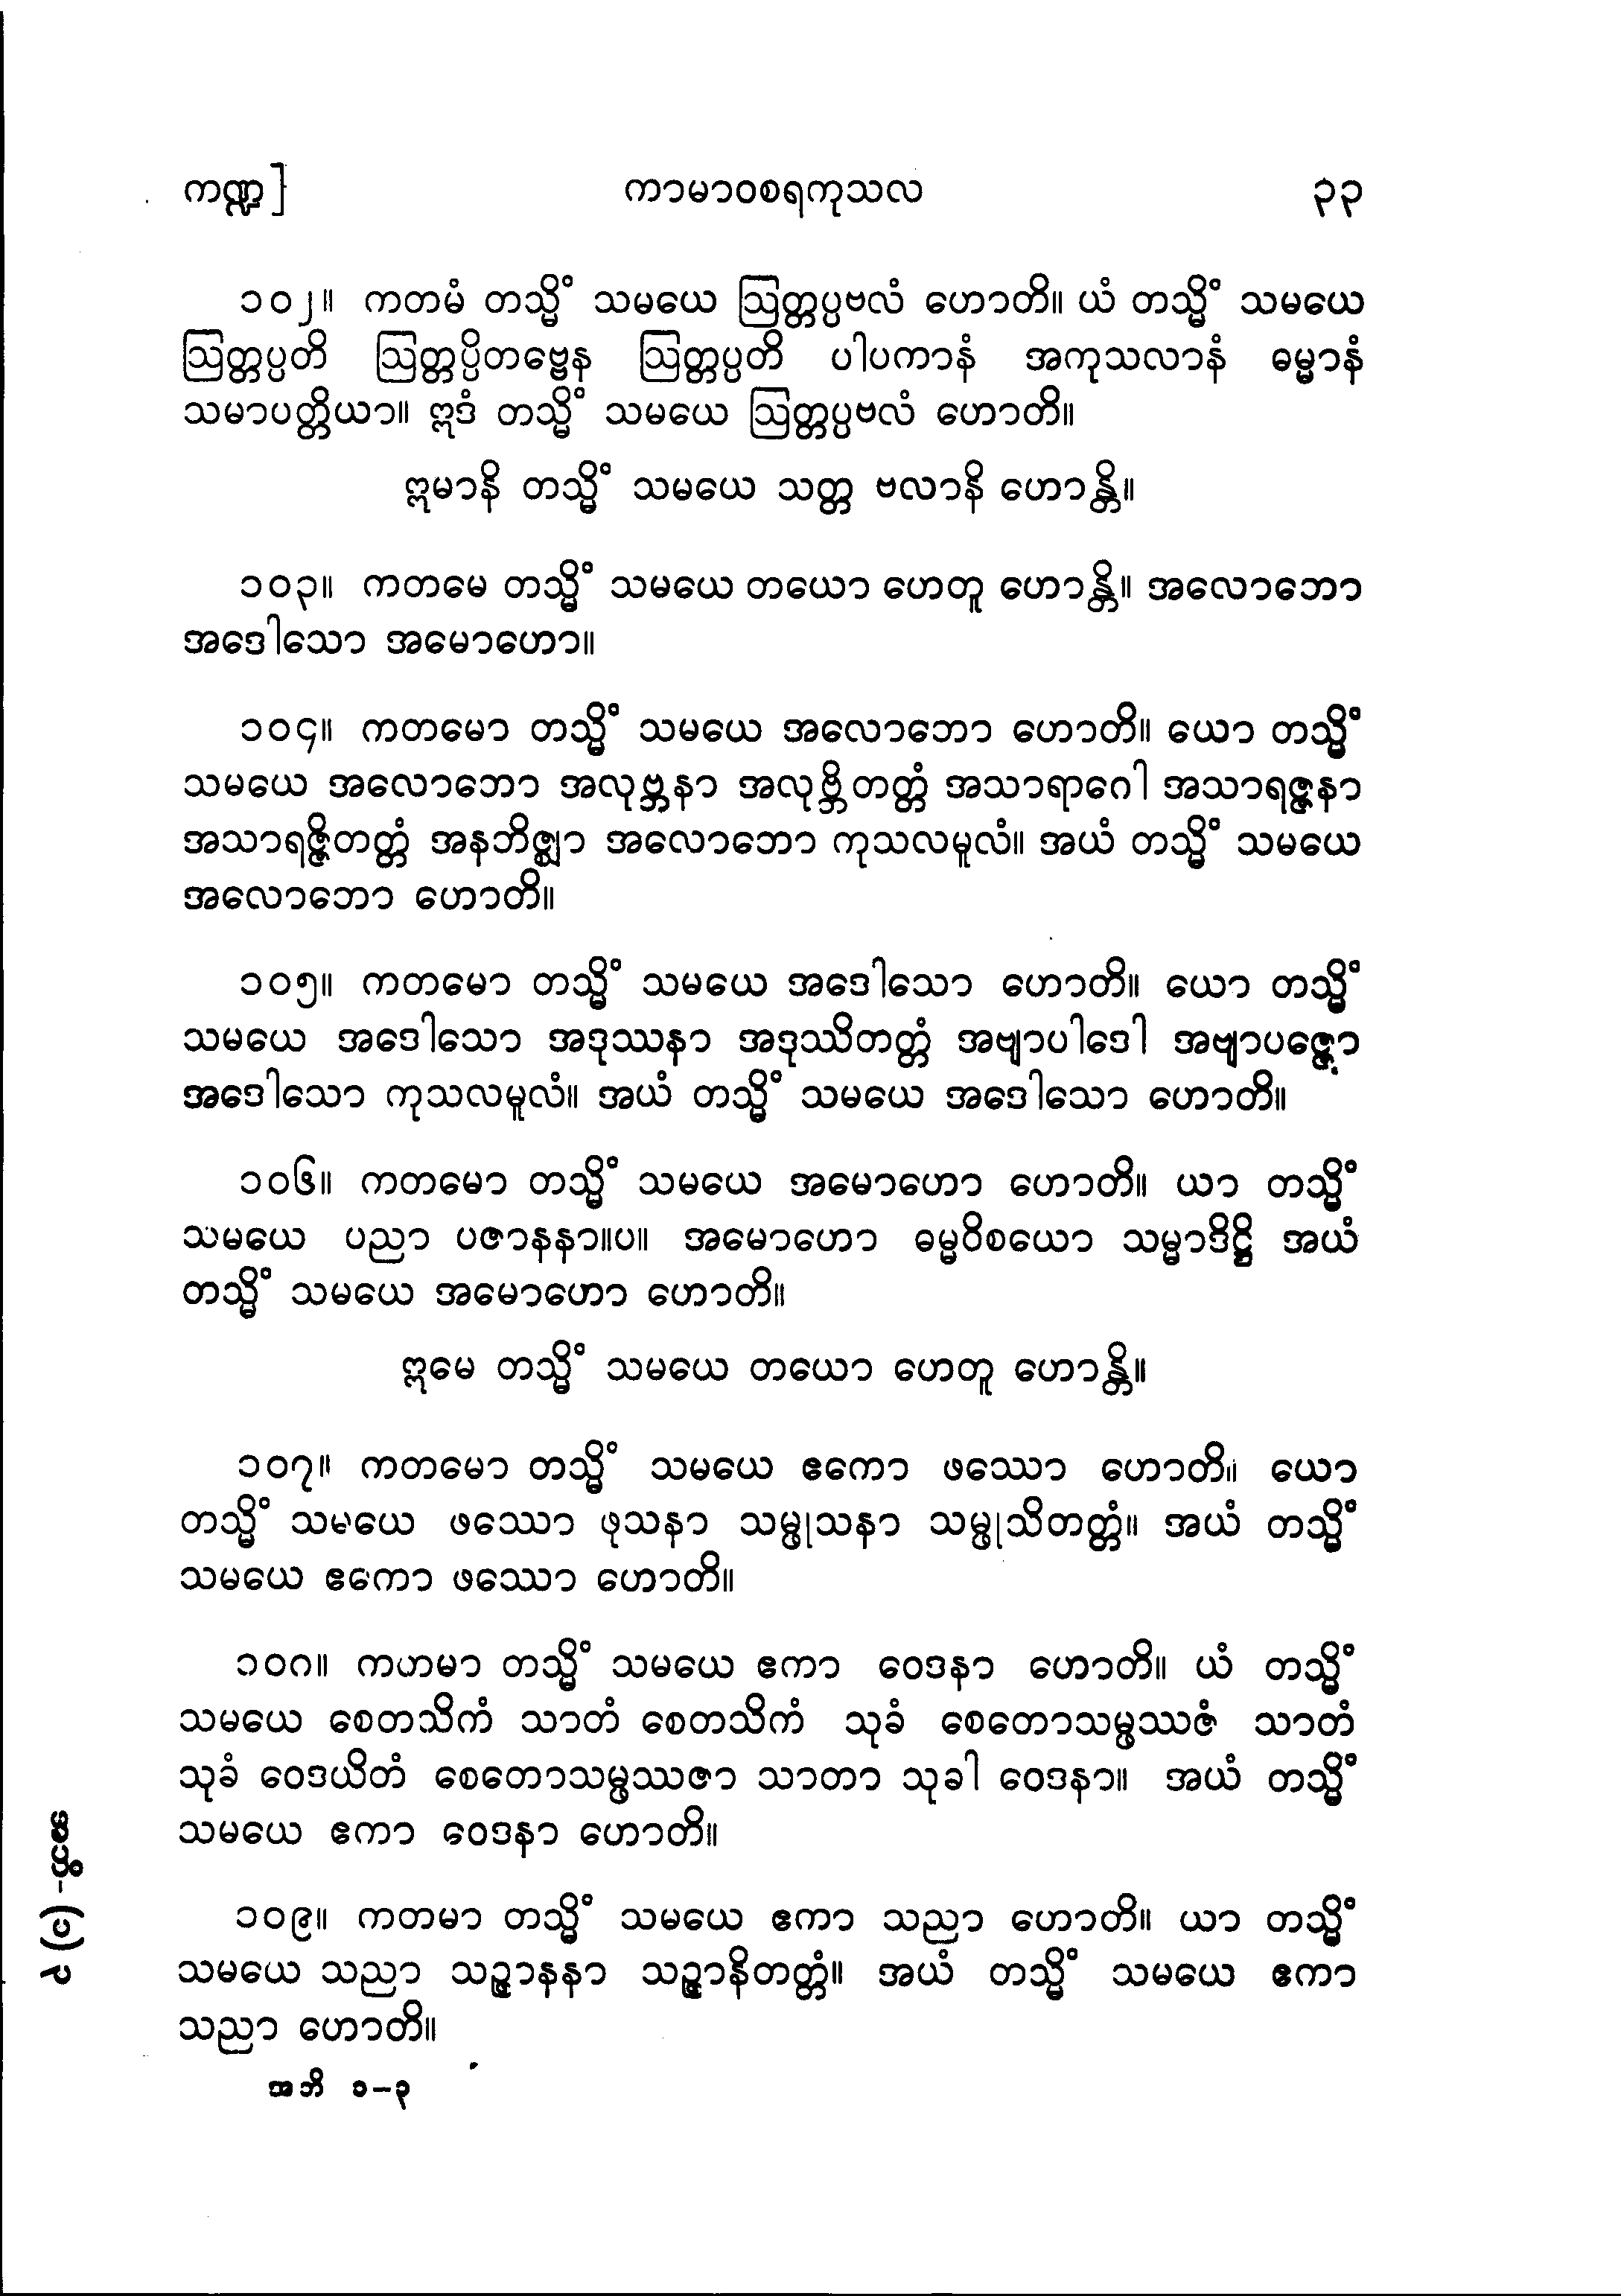 ကဏ္ဍ]	ကာမာဝစရကုသလ	၃၃
၁၀၂။ ကတမံ တသ္မိံ သမယေ ဩတ္တပ္ပဗလံ ဟောတိ။ ယံ တသ္မိံ သမယေ
ဩတ္တပ္ပတိ ဩတ္တပ္ပိတဗ္ဗေန ဩတ္တပ္ပတိ ပါပကာနံ အကုသလာနံ ဓမ္မာနံ
သမာပတ္တိယာ။ ဣဒံ တသ္မိံ သမယေ ဩတ္တပ္ပဗလံ ဟောတိ။
ဣမာနိ တသ္မိံ သမယေ သတ္တ ဗလာနိ ဟောန္တိ။
၁၀၃။ ကတမေ တသ္မိံ သမယေ တယော ဟေတူ ဟောန္တိ။ အလောဘော
အဒေါသော အမောဟော။
၁၀၄။ ကတမော တသ္မိံ သမယေ အလောဘော ဟောတိ။ ယော တသ္မိံ
သမယေ အလောဘော အလုဗ္ဘနာ အလုဗ္ဘိတတ္တံ အသာရာဂေါ အသာရဇ္ဇနာ
အသာရဇ္ဇိတတ္တံ အနဘိဇ္ဈာ အလောဘော ကုသလမူလံ။ အယံ တသ္မိံ သမယေ
အလောဘော ဟောတိ။
၁၀၅။ ကတမော တသ္မိံ သမယေ အဒေါသော ဟောတိ။ ယော တသ္မိံ
သမယေ အဒေါသော အဒုဿနာ အဒုဿိတတ္တံ အဗျာပါဒေါ အဗျာပဇ္ဇော
အဒေါသော ကုသလမူလံ။ အယံ တသ္မိံ သမယေ အဒေါသော ဟောတိ။
၁၀၆။ ကတမော တသ္မိံ သမယေ အမောဟော ဟောတိ။ ယာ တသ္မိံ
သမယေ ပညာ ပဇာနနာ။ပ။ အမောဟော ဓမ္မဝိစယော သမ္မာဒိဋ္ဌိ အယံ
တသ္မိံ သမယေ အမောဟော ဟောတိ။
ဣမေ တသ္မိံ သမယေ တယော ဟေတူ ဟောန္တိ။
၁၀၇။ ကတမော တသ္မိံ သမယေ ဧကော ဖဿော ဟောတိ။ ယော
တသ္မိံ သမယေ ဖဿော ဖုသနာ သမ္ဖုသနာ သမ္ဖုသိတတ္တံ။ အယံ တသ္မိံ
သမယေ ဧကော ဖဿော ဟောတိ။
၁၀၈။ ကတမာ တသ္မိံ သမယေ ဧကာ ဝေဒနာ ဟောတိ။ ယံ တသ္မိံ
သမယေ စေတသိကံ သာတံ စေတသိကံ သုခံ စေတောသမ္ဖဿဇံ သာတံ
သုခံ ဝေဒယိတံ စေတောသမ္ဖဿဇာ သာတာ သုခါ ဝေဒနာ။ အယံ တသ္မိံ
သမယေ ဧကာ ဝေဒနာ ဟောတိ။
၁၀၉။ ကတမာ တသ္မိံ သမယေ ဧကာ သညာ ဟောတိ။ ယာ တသ္မိံ
သမယေ သညာ သဉ္ဇာနနာ သဉ္ဇာနိတတ္တံ။ အယံ တသ္မိံ သမယေ ဧကာ
သညာ ဟောတိ။
အဘိ ၁–၃